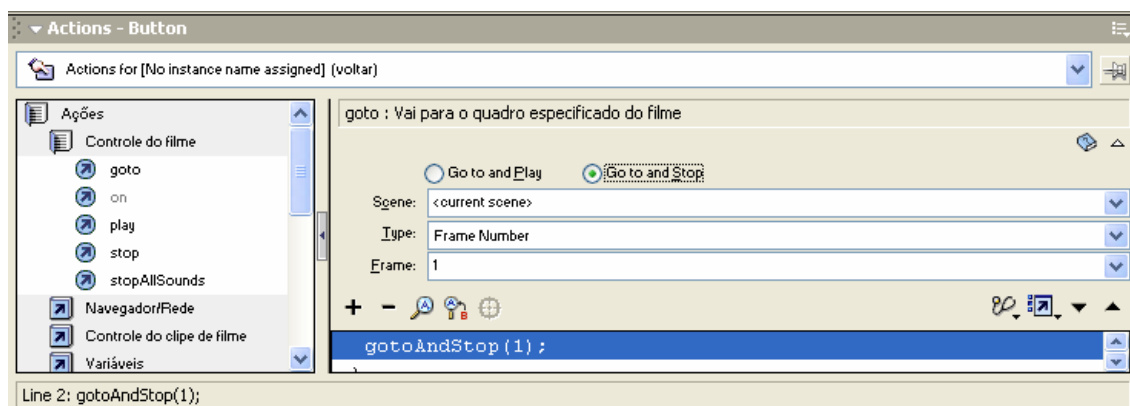 Actions - Button
Actions for [No instance name assigned] (voltar)
Ações
Controle do filme
goto
on
play
stop
stopAllSounds
Navegador/Rede
Controle do clipe de filme
Variáveis
goto : Vai para o quadro especificado do filme
Go to and Play Go to and Stop
Scene: <current scene>
Type: Frame Number
Frame: 1
gotoAndStop(1);
Line 2: gotoAndStop(1);